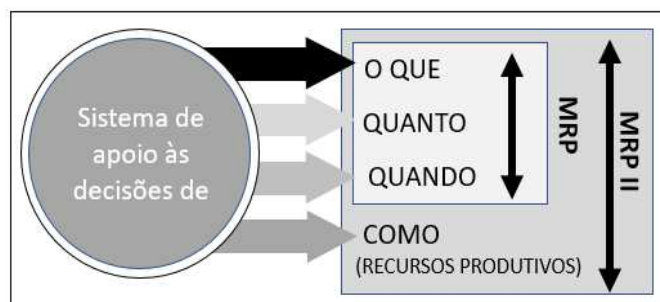 Sistema de
apoio às
decisões de
O QUE
QUANTO
QUANDO
COMO
(RECURSOS PRODUTIVOS)
MRP
MRP II